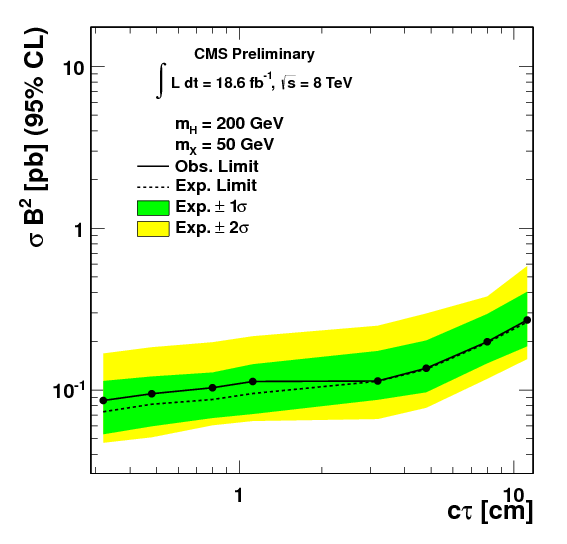 CMS Preliminary
∫ L dt = 18.6 fb⁻¹, √s = 8 TeV
m_H = 200 GeV
m_X = 50 GeV
Obs. Limit
Exp. Limit
Exp. ± 1σ
Exp. ± 2σ
σ B² [pb] (95% CL)
10
1
10⁻¹
1
10
cτ [cm]